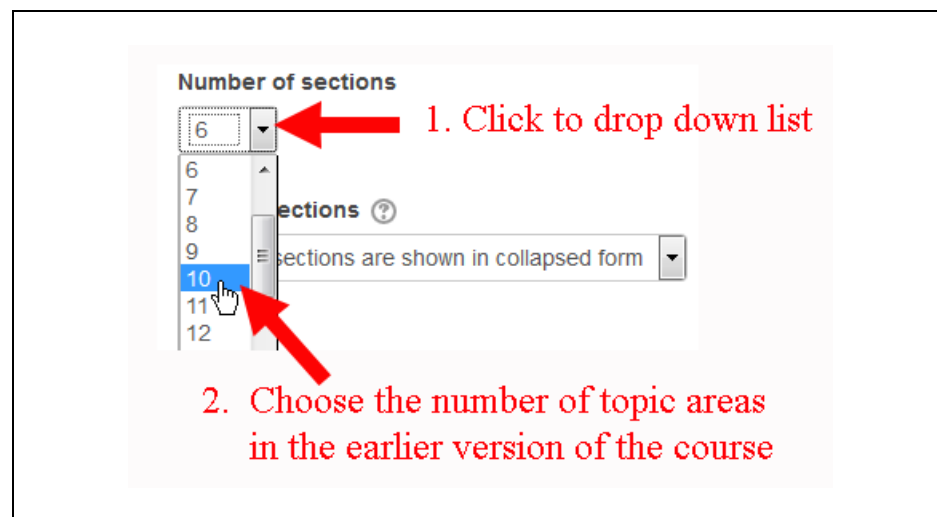 Number of sections
6
1. Click to drop down list
6
7
8
ections
9
sections are shown in collapsed form
10
11
12
2. Choose the number of topic areas
in the earlier version of the course